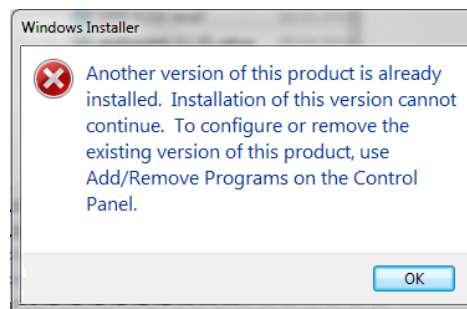 Windows Installer
Another version of this product is already
installed.  Installation of this version cannot
continue.  To configure or remove the
existing version of this product, use
Add/Remove Programs on the Control
Panel.
OK